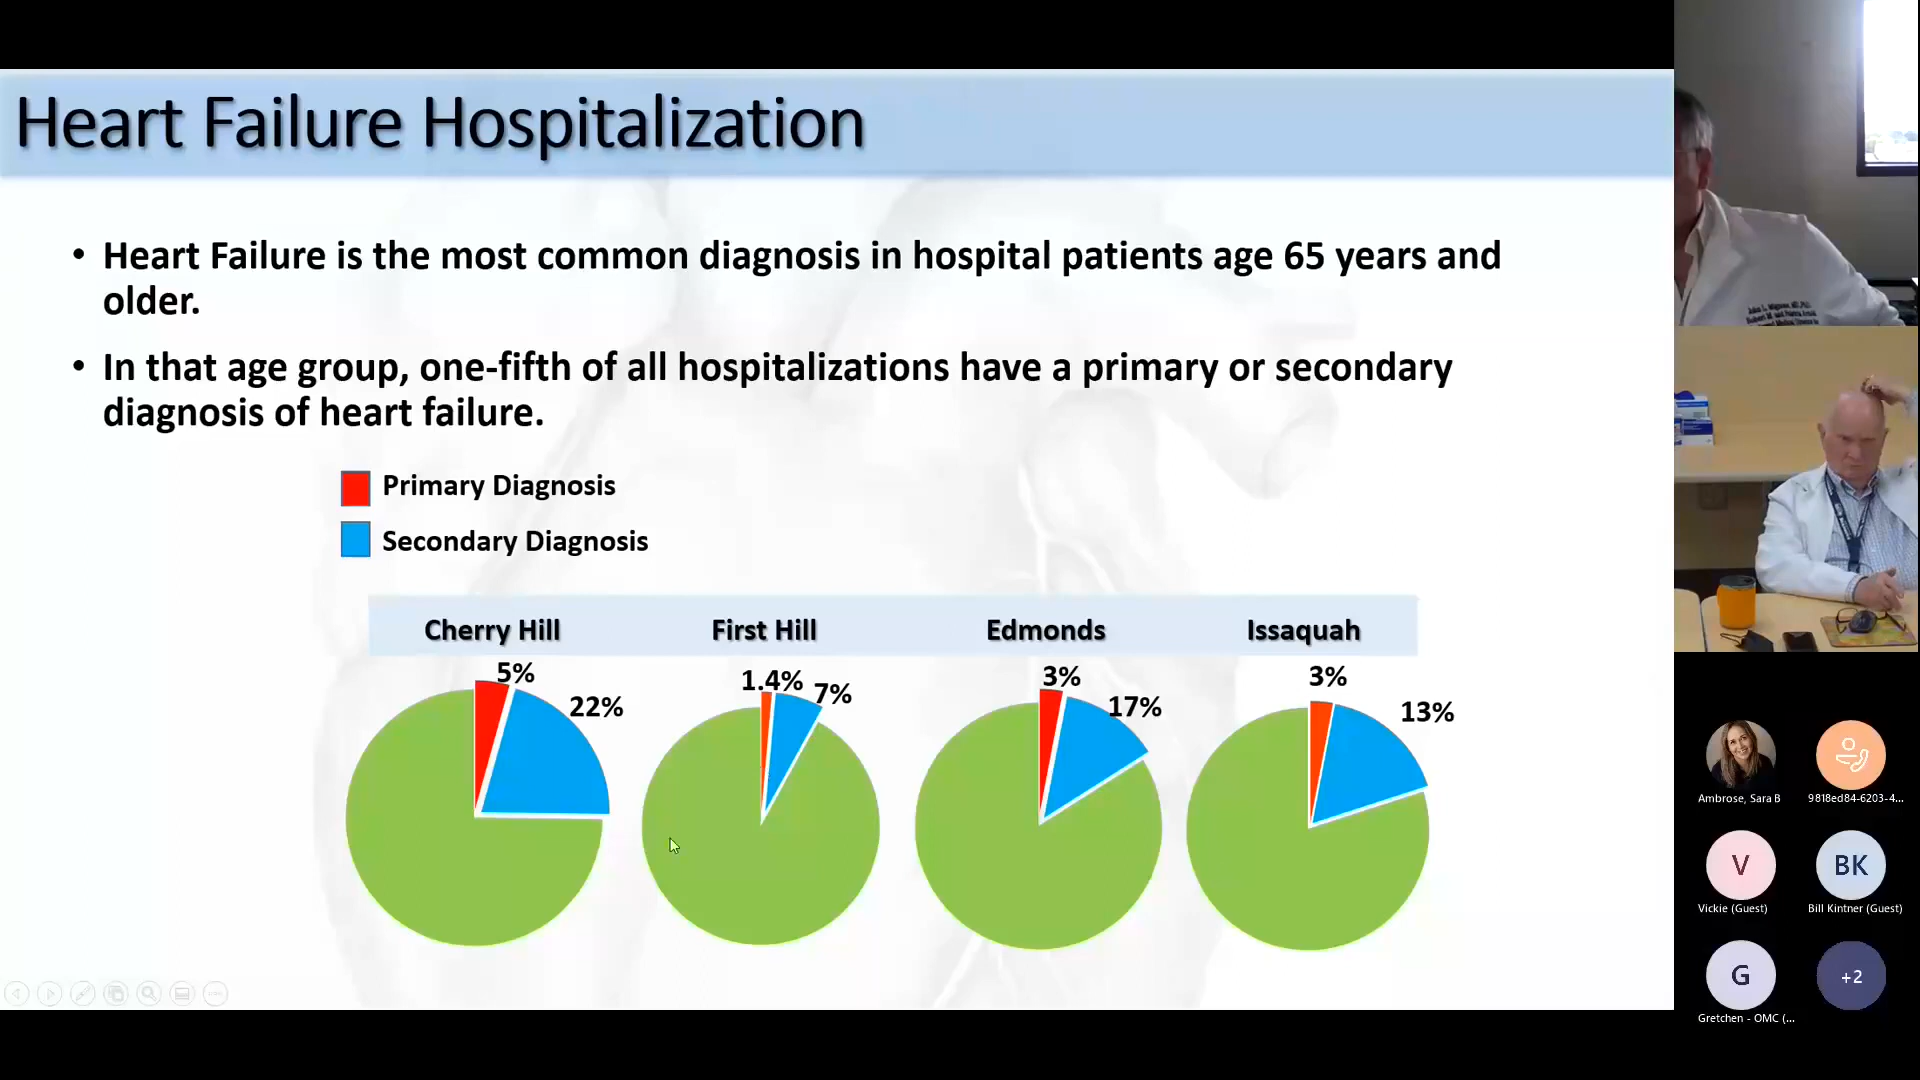 Heart Failure Hospitalization
• Heart Failure is the most common diagnosis in hospital patients age 65 years and
older.
• In that age group, one-fifth of all hospitalizations have a primary or secondary
diagnosis of heart failure.
Primary Diagnosis
Secondary Diagnosis
Cherry Hill First Hill Edmonds Issaquah
5% 22% 1.4% 7% 3% 17% 3% 13%
Ambrose, Sara B 9818ed84-6203-4...
V BK
Vickie (Guest) Bill Kintner (Guest)
G +2
Gretchen - OMC (...